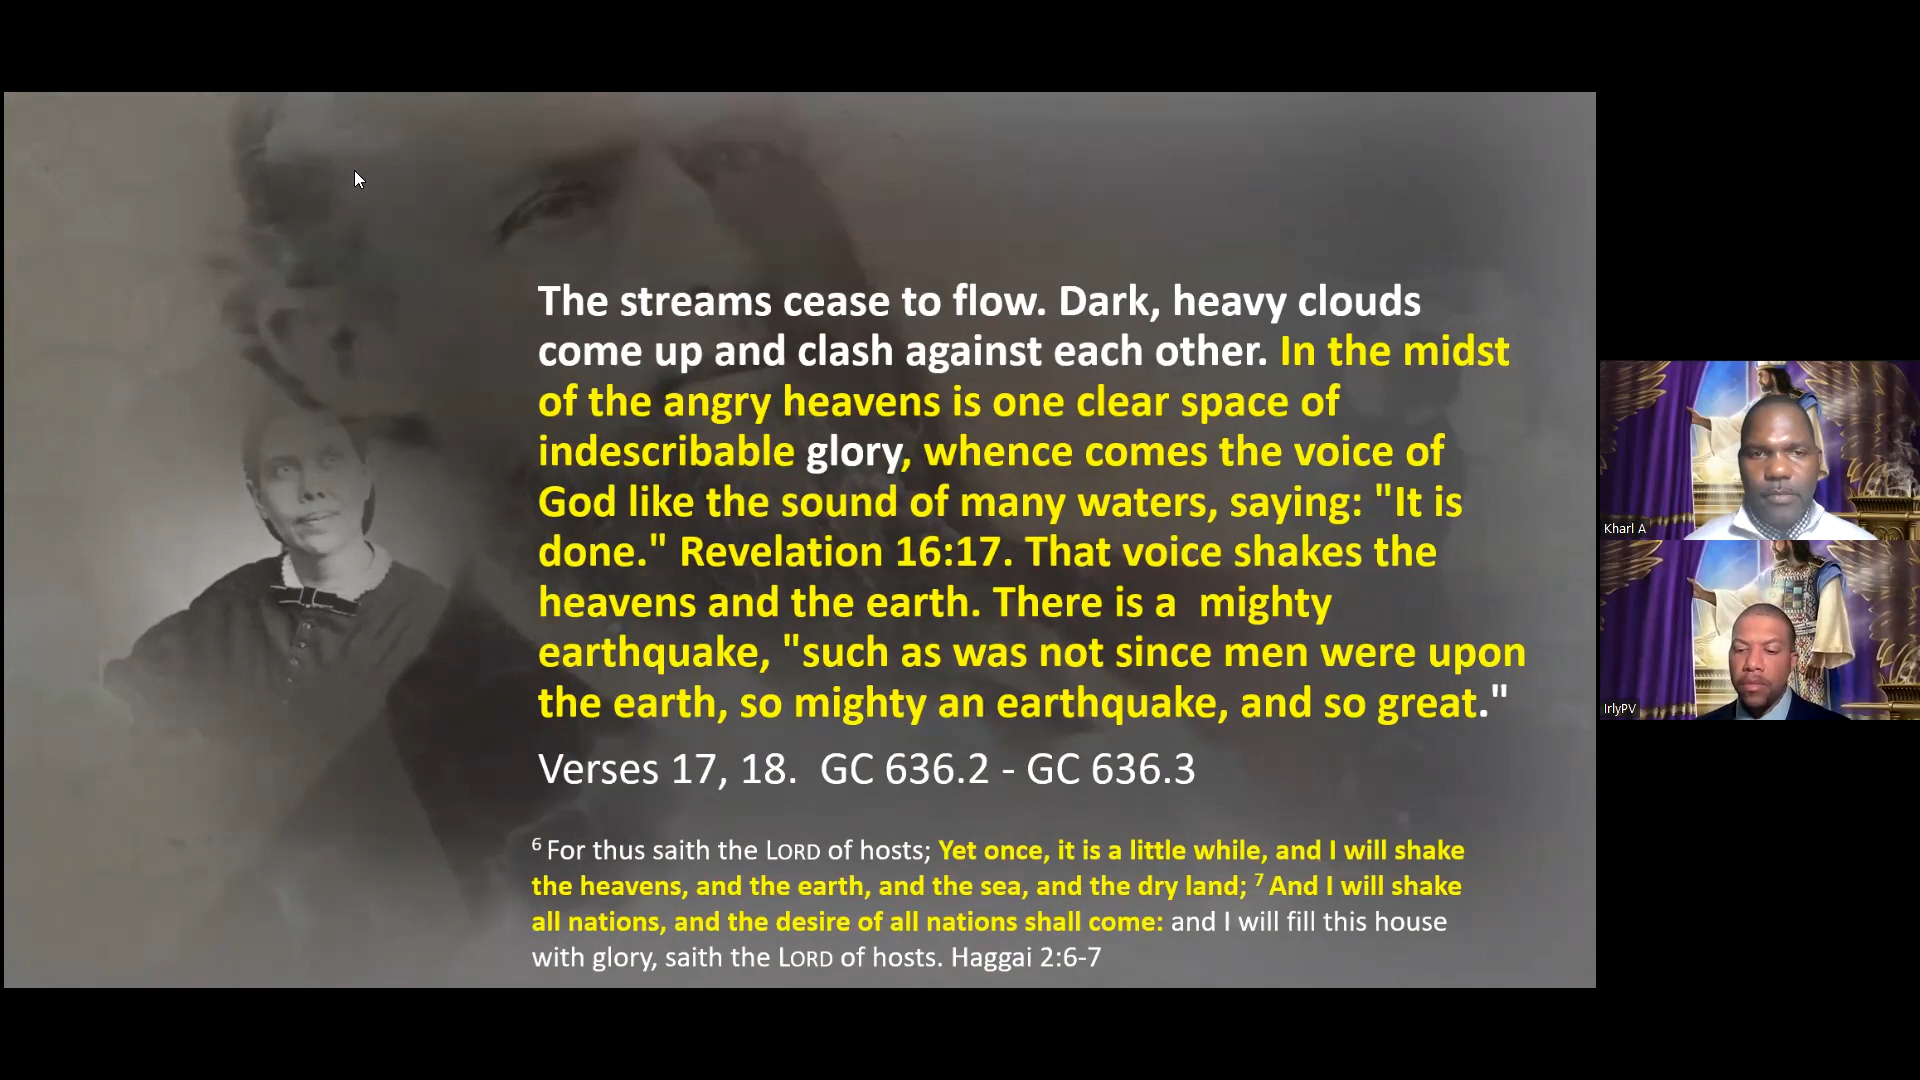 The streams cease to flow. Dark, heavy clouds
come up and clash against each other. In the midst
of the angry heavens is one clear space of
indescribable glory, whence comes the voice of
God like the sound of many waters, saying: "It is
done." Revelation 16:17. That voice shakes the
heavens and the earth. There is a  mighty
earthquake, "such as was not since men were upon
the earth, so mighty an earthquake, and so great."
Verses 17, 18.  GC 636.2 - GC 636.3
6 For thus saith the LORD of hosts; Yet once, it is a little while, and I will shake
the heavens, and the earth, and the sea, and the dry land; 7 And I will shake
all nations, and the desire of all nations shall come: and I will fill this house
with glory, saith the LORD of hosts. Haggai 2:6-7
Kharl A
IrlyPV